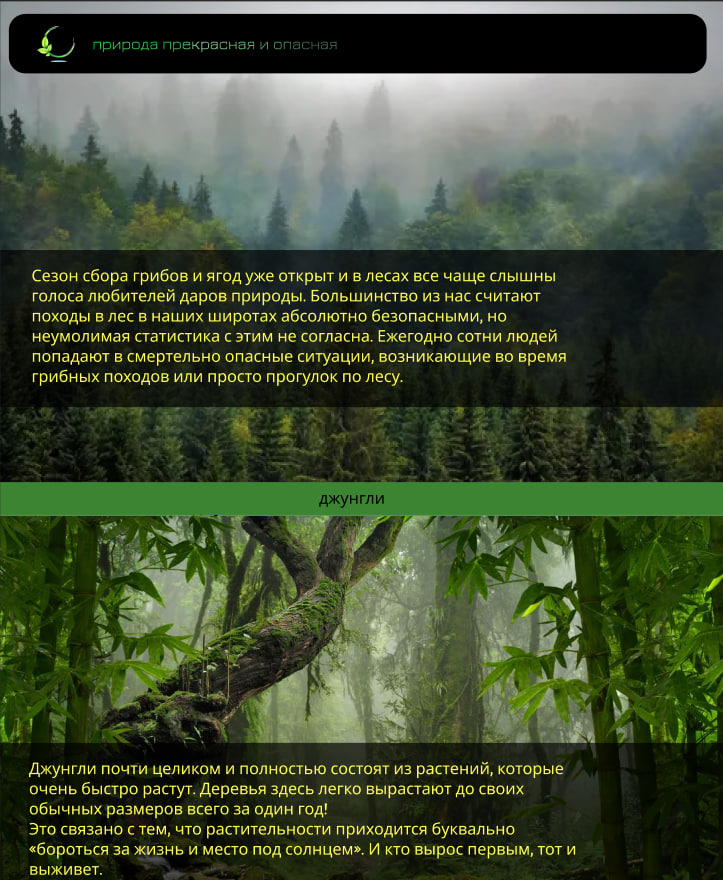 природа прекрасная и опасная
Сезон сбора грибов и ягод уже открыт и в лесах все чаще слышны
голоса любителей даров природы. Большинство из нас считают
походы в лес в наших широтах абсолютно безопасными, но
неумолимая статистика с этим не согласна. Ежегодно сотни людей
попадают в смертельно опасные ситуации, возникающие во время
грибных походов или просто прогулок по лесу.
джунгли
Джунгли почти целиком и полностью состоят из растений, которые
очень быстро растут. Деревья здесь легко вырастают до своих
обычных размеров всего за один год!
Это связано с тем, что растительности приходится буквально
«бороться за жизнь и место под солнцем». И кто вырос первым, тот и
выживет.